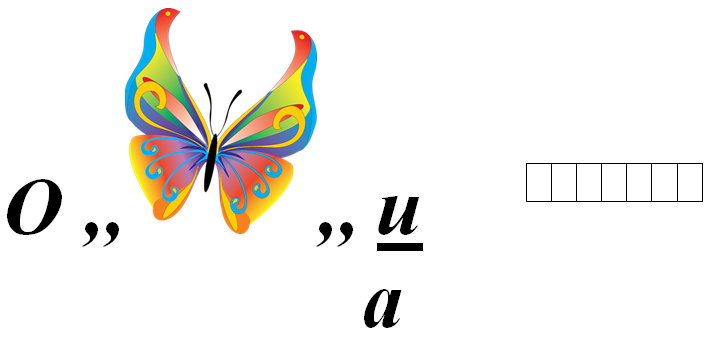 О ,, ,, и
а